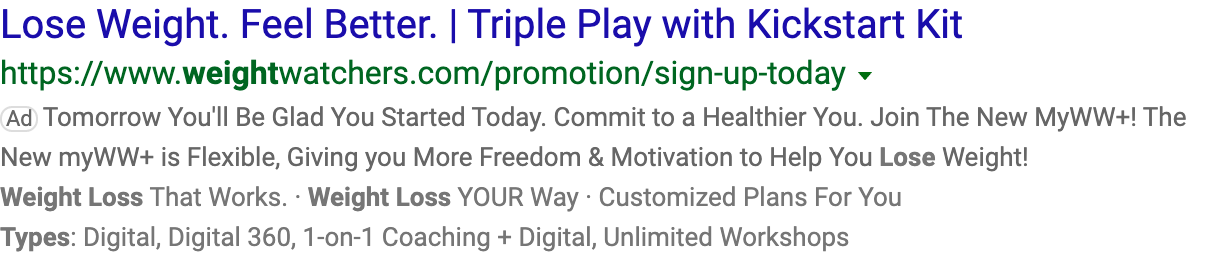 Lose Weight. Feel Better. | Triple Play with Kickstart Kit
https://www.weightwatchers.com/promotion/sign-up-today
Ad Tomorrow You'll Be Glad You Started Today. Commit to a Healthier You. Join The New MyWW+! The
New myWW+ is Flexible, Giving you More Freedom & Motivation to Help You Lose Weight!
Weight Loss That Works. · Weight Loss YOUR Way · Customized Plans For You
Types: Digital, Digital 360, 1-on-1 Coaching + Digital, Unlimited Workshops